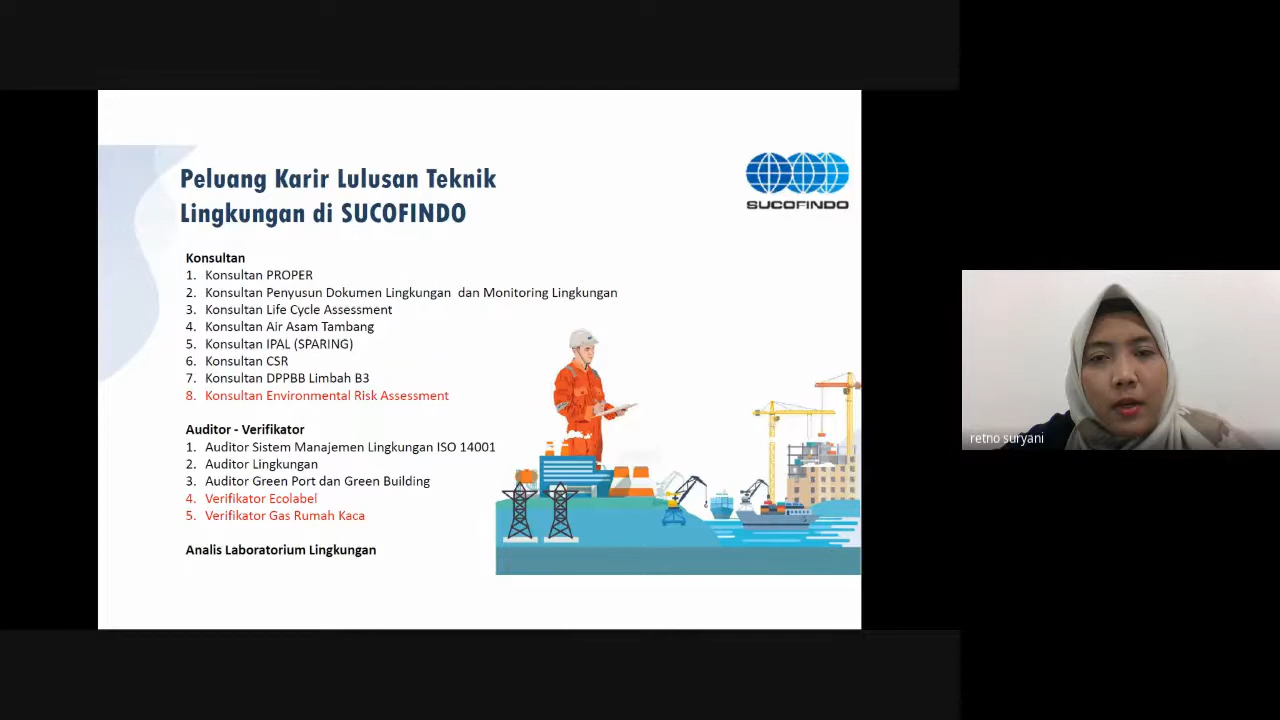 Peluang Karir Lulusan Teknik
Lingkungan di SUCOFINDO
SUCOFINDO
Konsultan
1. Konsultan PROPER
2. Konsultan Penyusun Dokumen Lingkungan dan Monitoring Lingkungan
3. Konsultan Life Cycle Assessment
4. Konsultan Air Asam Tambang
5. Konsultan IPAL (SPARING)
6. Konsultan CSR
7. Konsultan DPPBB Limbah B3
8. Konsultan Environmental Risk Assessment
Auditor - Verifikator
1. Auditor Sistem Manajemen Lingkungan ISO 14001
2. Auditor Lingkungan
3. Auditor Green Port dan Green Building
4. Verifikator Ecolabel
5. Verifikator Gas Rumah Kaca
Analis Laboratorium Lingkungan
retno suryani